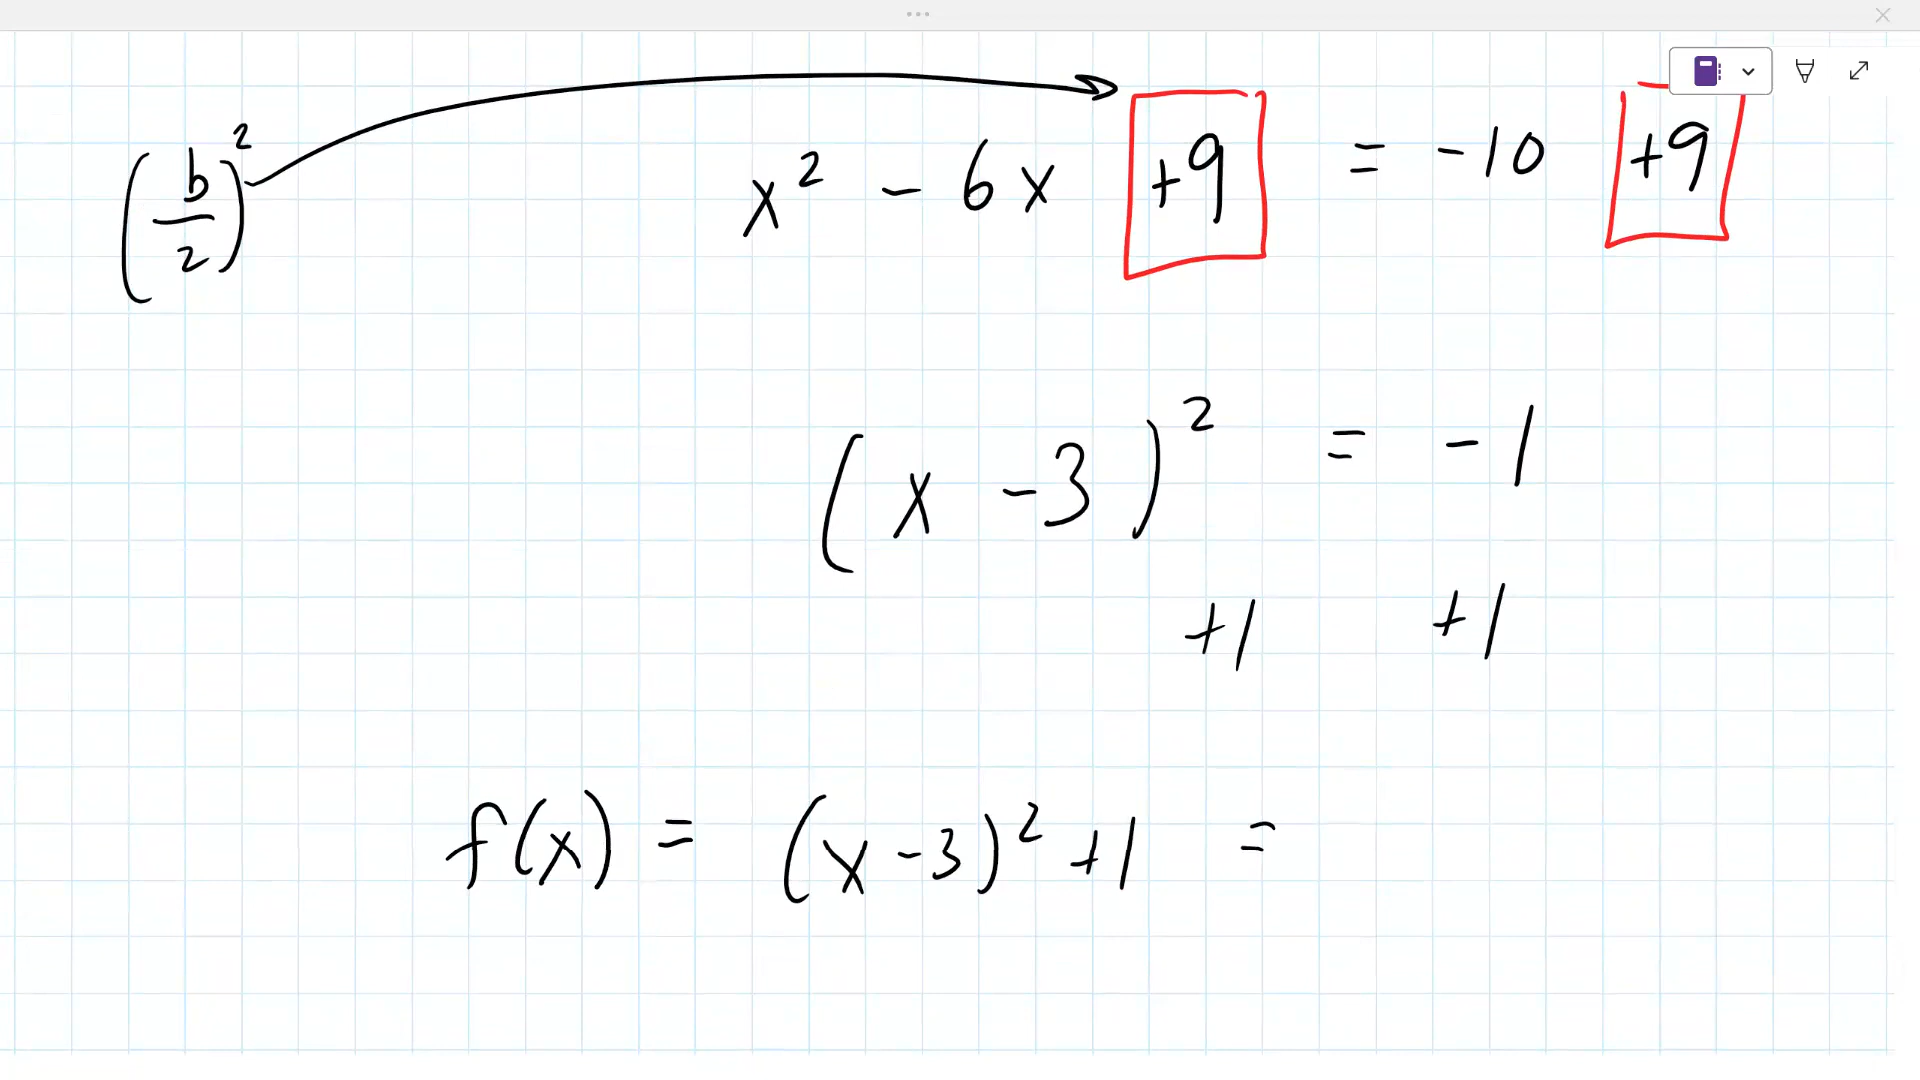 (b/2)² x² - 6x +9 = -10 +9
(x -3)² = -1
+1 +1
f(x) = (x -3)² +1 =